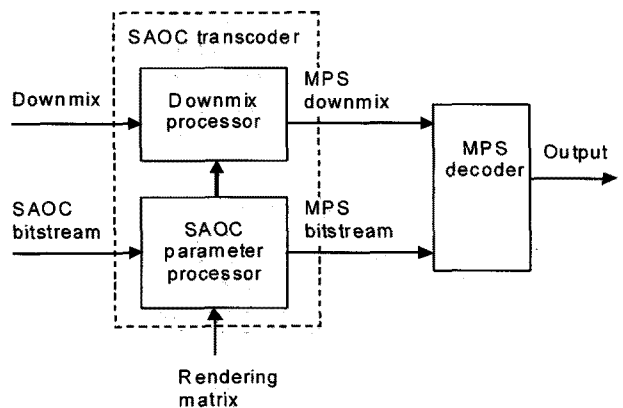 SAOC transcoder
Downmix
Downmix
processor
MPS
downmix
MPS
decoder
Output
SAOC
bitstream
SAOC
parameter
processor
MPS
bitstream
Rendering
matrix